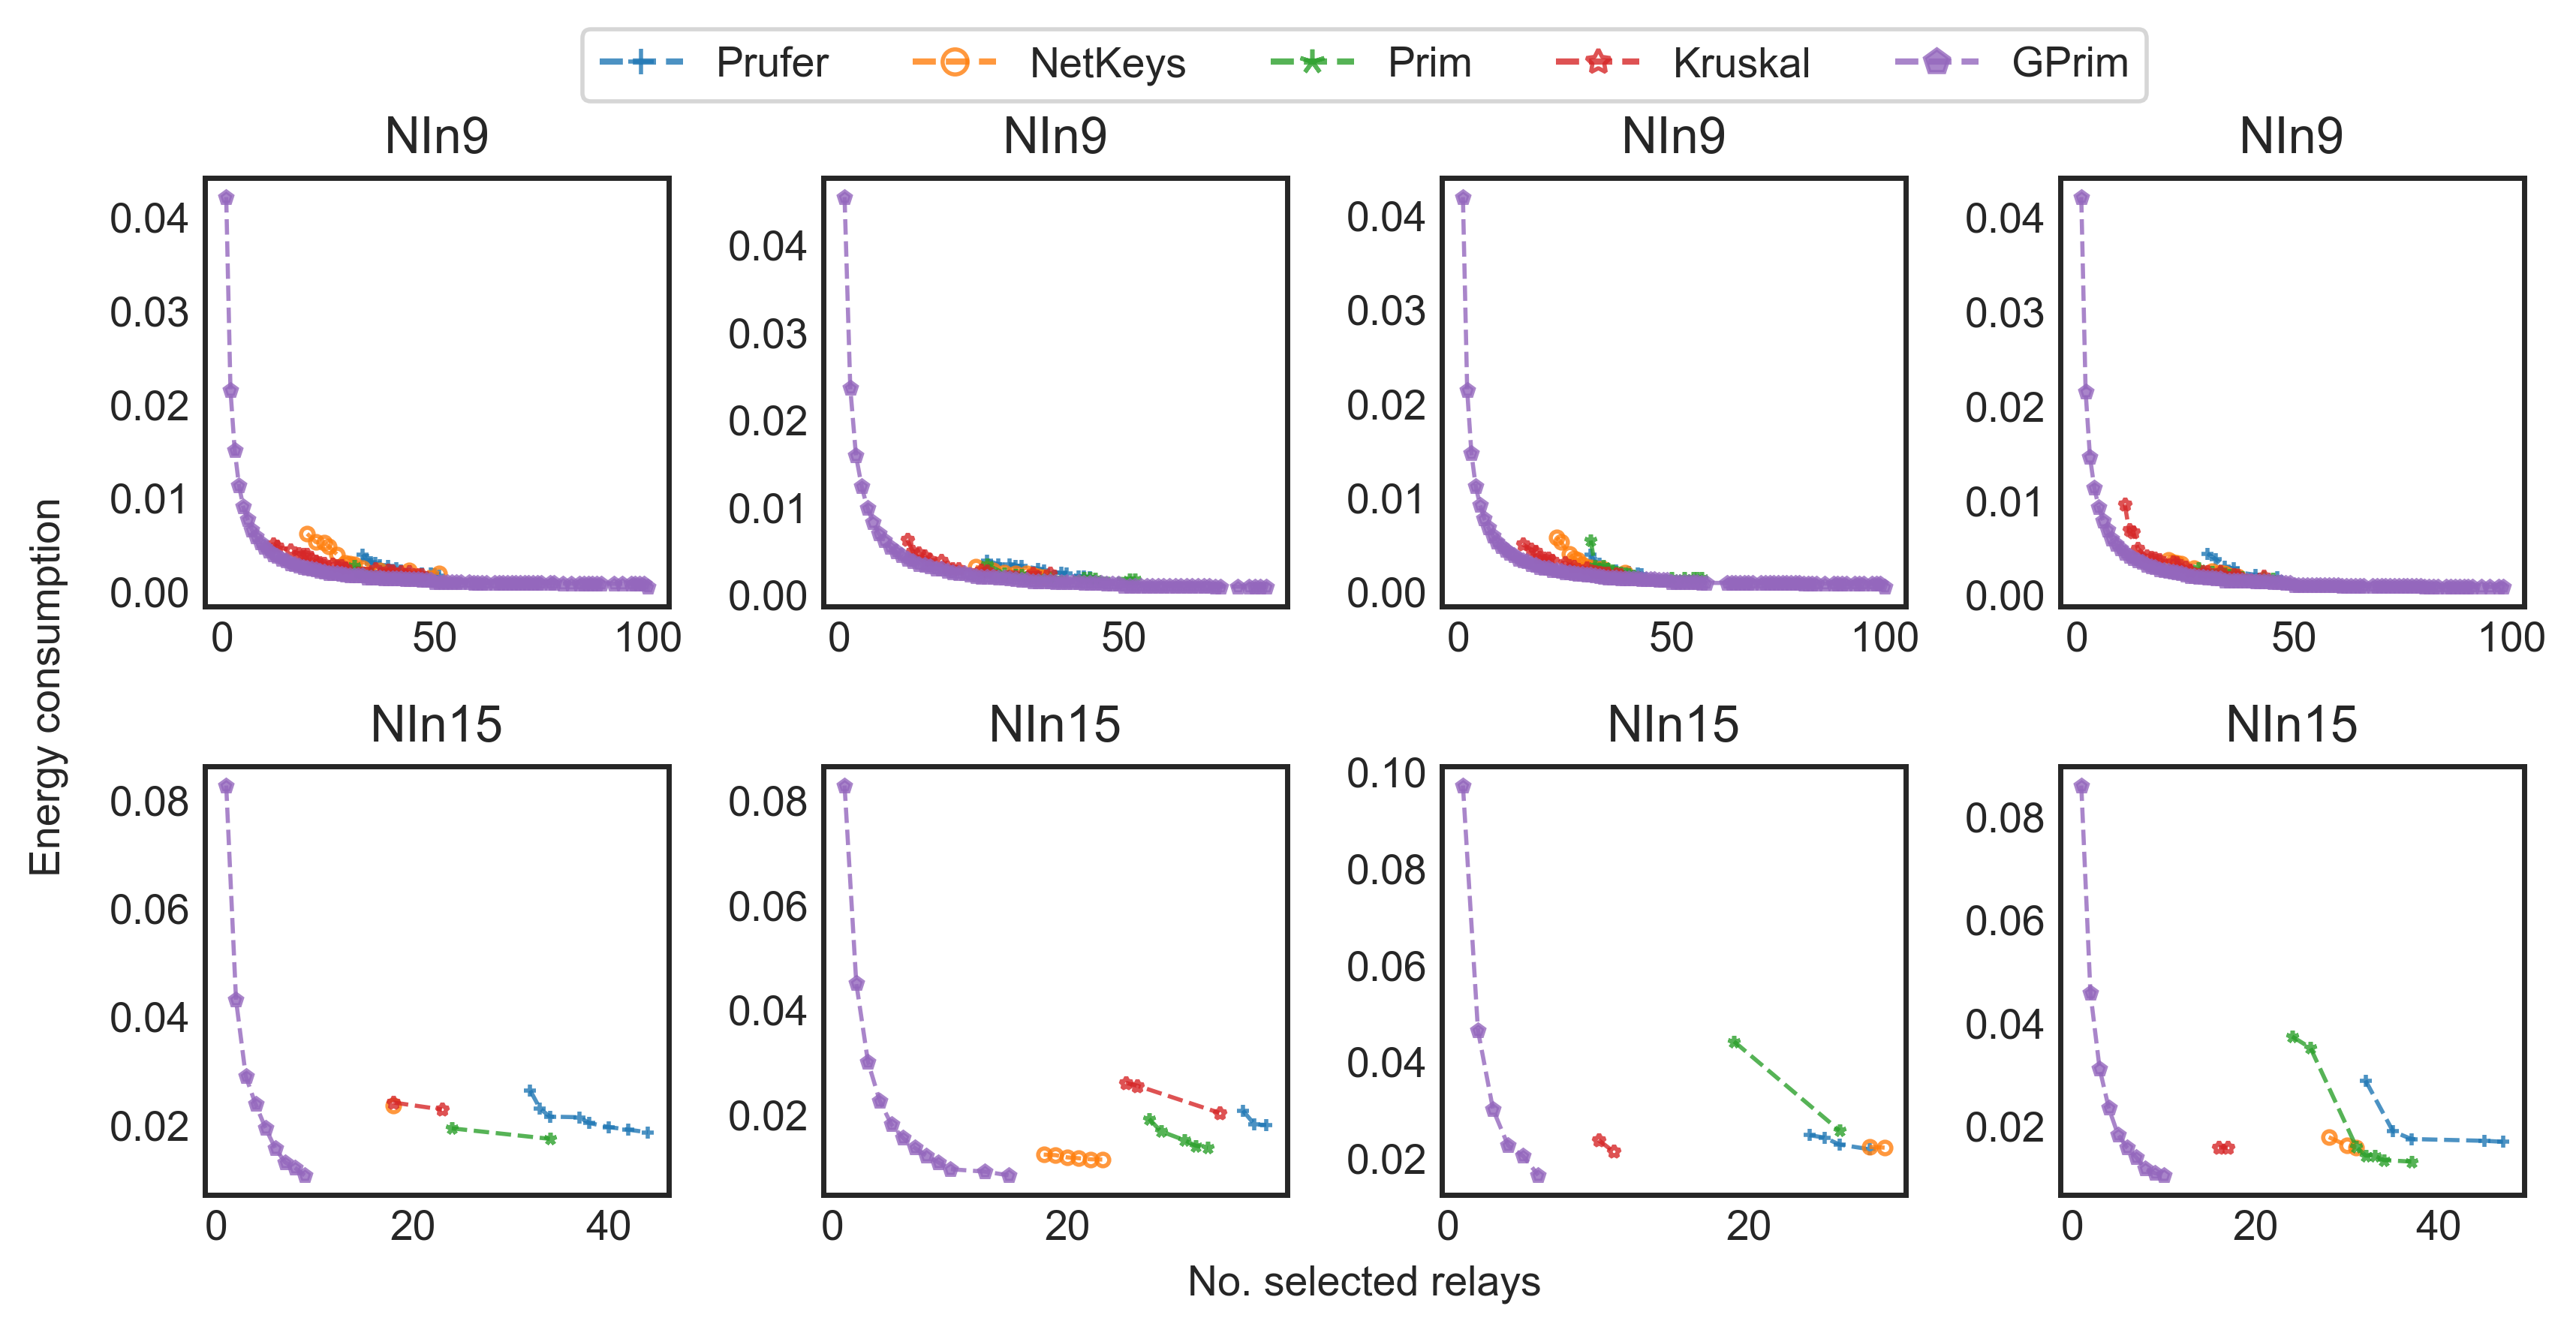 Prufer NetKeys Prim Kruskal GPrim
NIn9 NIn9 NIn9 NIn9
0.04 0.03 0.02 0.01 0.00
0 50 100
0.04 0.03 0.02 0.01 0.00
0 50
0.04 0.03 0.02 0.01 0.00
0 50 100
0.04 0.03 0.02 0.01 0.00
0 50 100
Energy consumption
NIn15 NIn15 NIn15 NIn15
0.08 0.06 0.04 0.02
0 20 40
0.08 0.06 0.04 0.02
0 20
0.10 0.08 0.06 0.04 0.02
0 20
0.08 0.06 0.04 0.02
0 20 40
No. selected relays